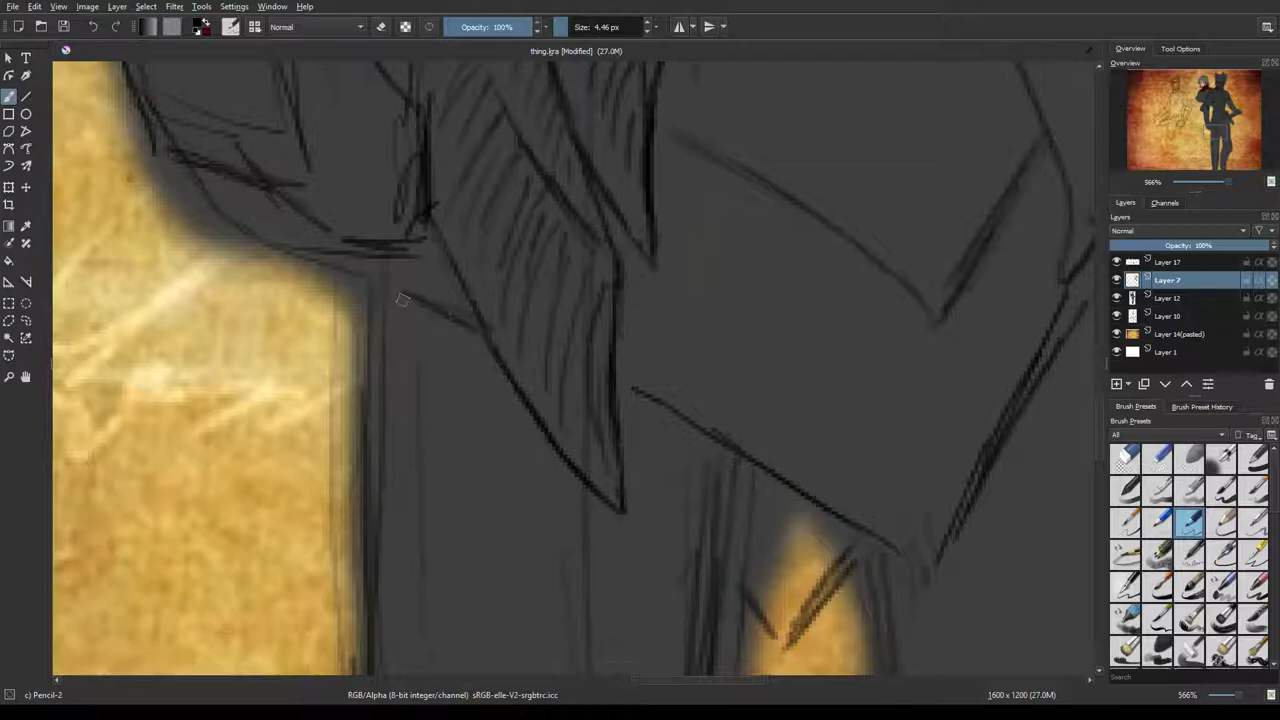 File Edit View Image Layer Select Filter Tools Settings Window Help
Normal Opacity: 100% Size: 4.46 px
thing.kra [Modified] (27.0M)
Overview Tool Options
Overview
566%
Layers Channels
Layers
Normal
Opacity: 100%
Layer 17
Layer 7
Layer 12
Layer 10
Layer 14(pasted)
Layer 1
Brush Presets Brush Preset History
Brush Presets
All Tag
Search
c) Pencil-2 RGB/Alpha (8-bit integer/channel) sRGB-elle-V2-srgbtrc.icc 1600 x 1200 (27.0M) 566%